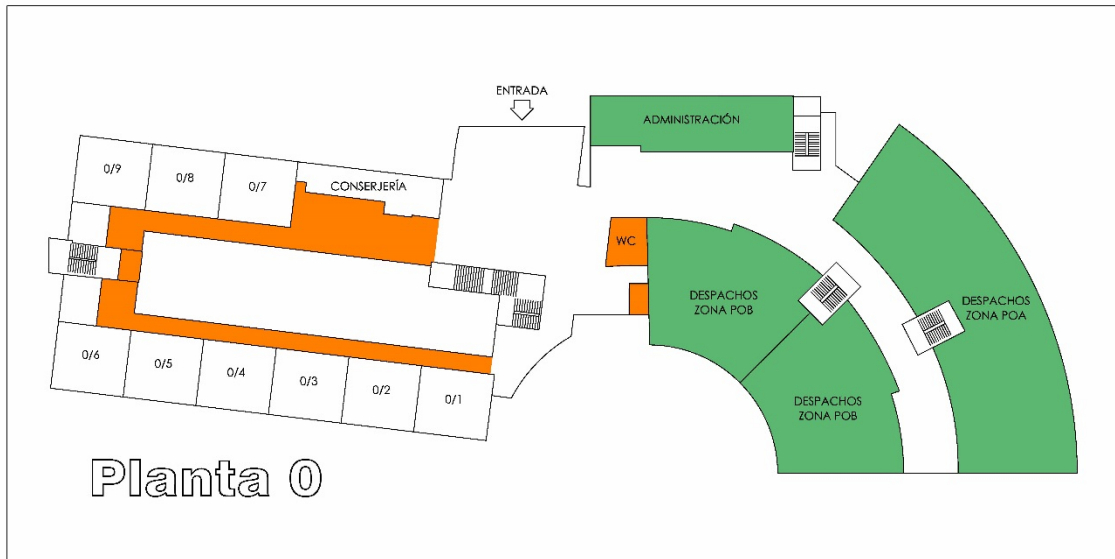 ENTRADA
ADMINISTRACIÓN
0/9
0/8
0/7
CONSERJERÍA
WC
DESPACHOS
ZONA POB
DESPACHOS
ZONA POA
0/6
0/5
0/4
0/3
0/2
0/1
DESPACHOS
ZONA POB
Planta 0